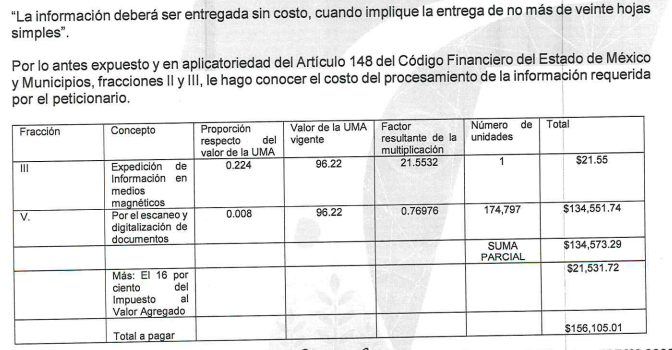 “La información deberá ser entregada sin costo, cuando implique la entrega de no más de veinte hojas
simples”.
Por lo antes expuesto y en aplicatoriedad del Artículo 148 del Código Financiero del Estado de México
y Municipios, fracciones II y III, le hago conocer el costo del procesamiento de la información requerida
por el peticionario.
Fracción
Concepto
Proporción
respecto del
valor de la UMA
Valor de la UMA
vigente
Factor
resultante de la
multiplicación
Número de
unidades
Total
III
Expedición de
Información en
medios
magnéticos
0.224
96.22
21.5532
1
$21.55
V.
Por el escaneo y
digitalización de
documentos
0.008
96.22
0.76976
174,797
$134,551.74
SUMA
PARCIAL
$134,573.29
Más: El 16 por
ciento del
Impuesto al
Valor Agregado
$21,531.72
Total a pagar
$156,105.01